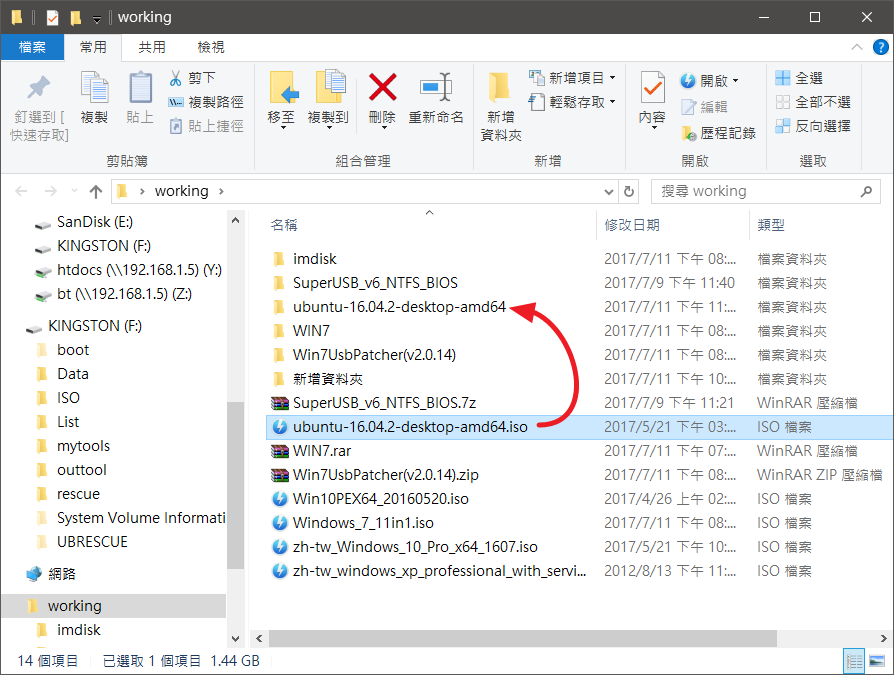 working
檔案 常用 共用 檢視
釘選到 [快速存取]
複製
貼上
剪下
複製路徑
貼上捷徑
剪貼簿
移至
複製到
刪除
重新命名
組合管理
新增
資料夾
新增項目
輕鬆存取
新增
內容
開啟
編輯
歷程記錄
開啟
全選
全部不選
反向選擇
選取
working
搜尋 working
SanDisk (E:)
KINGSTON (F:)
htdocs (\\192.168.1.5) (Y:)
bt (\\192.168.1.5) (Z:)
KINGSTON (F:)
boot
Data
ISO
List
mytools
outtool
rescue
System Volume Informati
UBRESCUE
網路
working
imdisk
名稱 修改日期 類型
imdisk 2017/7/11 下午 08:... 檔案資料夾
SuperUSB_v6_NTFS_BIOS 2017/7/9 下午 11:40 檔案資料夾
ubuntu-16.04.2-desktop-amd64 2017/7/11 下午 11:... 檔案資料夾
WIN7 2017/7/11 下午 08:... 檔案資料夾
Win7UsbPatcher(v2.0.14) 2017/7/11 下午 08:... 檔案資料夾
新增資料夾 2017/7/11 下午 10:... 檔案資料夾
SuperUSB_v6_NTFS_BIOS.7z 2017/7/9 下午 11:21 WinRAR 壓縮檔
ubuntu-16.04.2-desktop-amd64.iso 2017/5/21 下午 03:... ISO 檔案
WIN7.rar 2017/7/11 下午 07:... WinRAR 壓縮檔
Win7UsbPatcher(v2.0.14).zip 2017/7/11 下午 08:... WinRAR ZIP 壓縮檔
Win10PEX64_20160520.iso 2017/4/26 上午 02:... ISO 檔案
Windows_7_11in1.iso 2017/7/11 下午 08:... ISO 檔案
zh-tw_Windows_10_Pro_x64_1607.iso 2017/5/21 下午 10:... ISO 檔案
zh-tw_windows_xp_professional_with_servi... 2012/8/13 下午 11:... ISO 檔案
14 個項目 已選取 1 個項目 1.44 GB